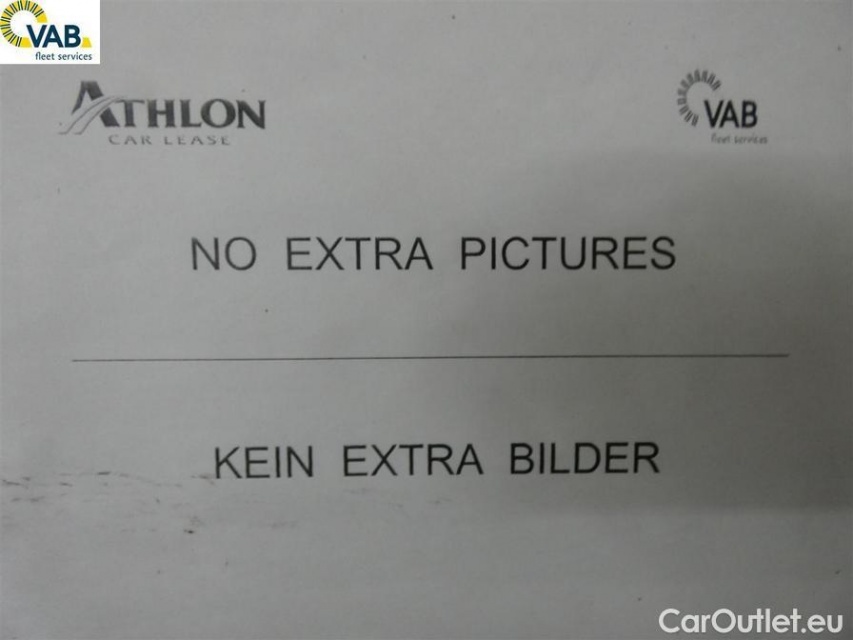 VAB
fleet services
ATHLON
CAR LEASE
VAB
fleet services
NO EXTRA PICTURES
KEIN EXTRA BILDER
CarOutlet.eu